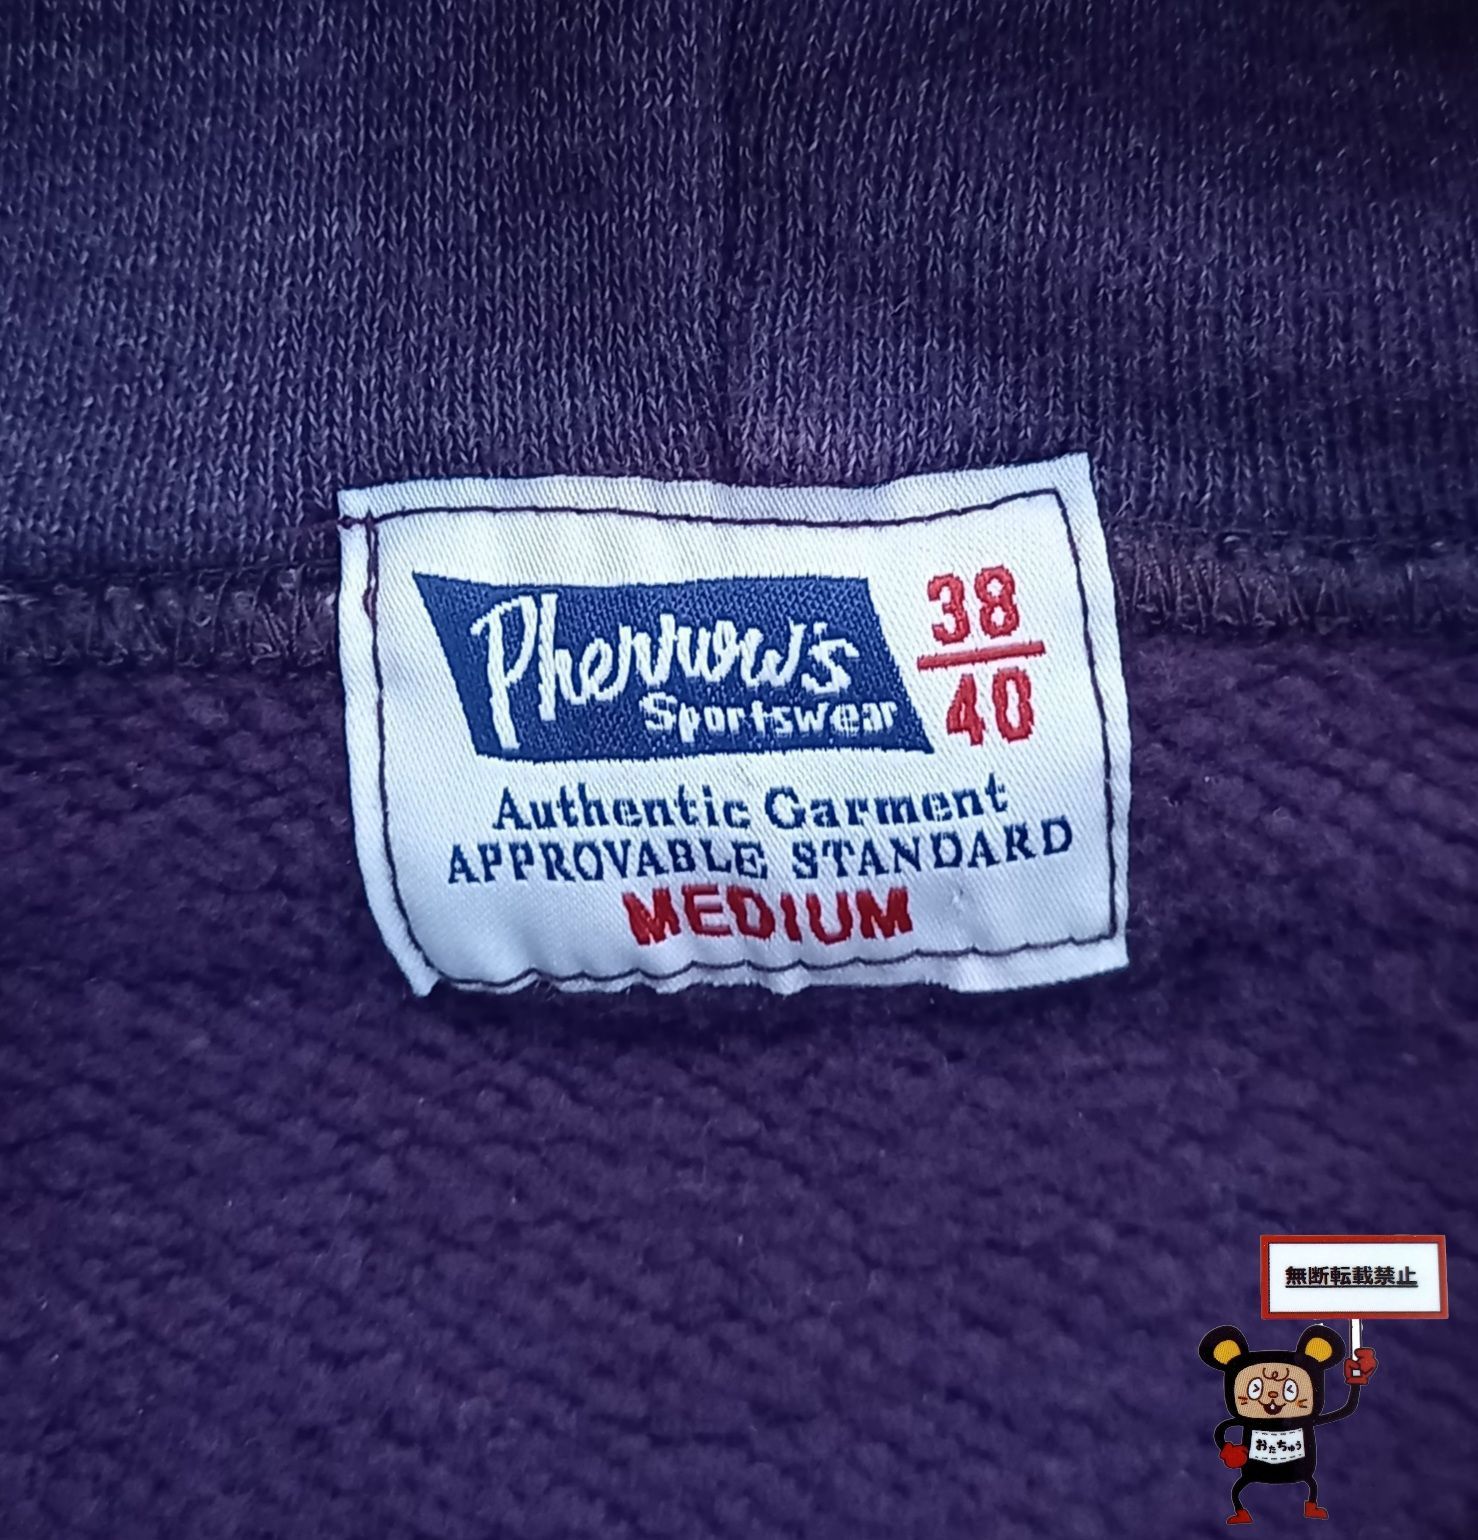 Pherrow's
Sportswear
38
40
Authentic Garment
APPROVABLE STANDARD
MEDIUM
無断転載禁止
おたちゅう